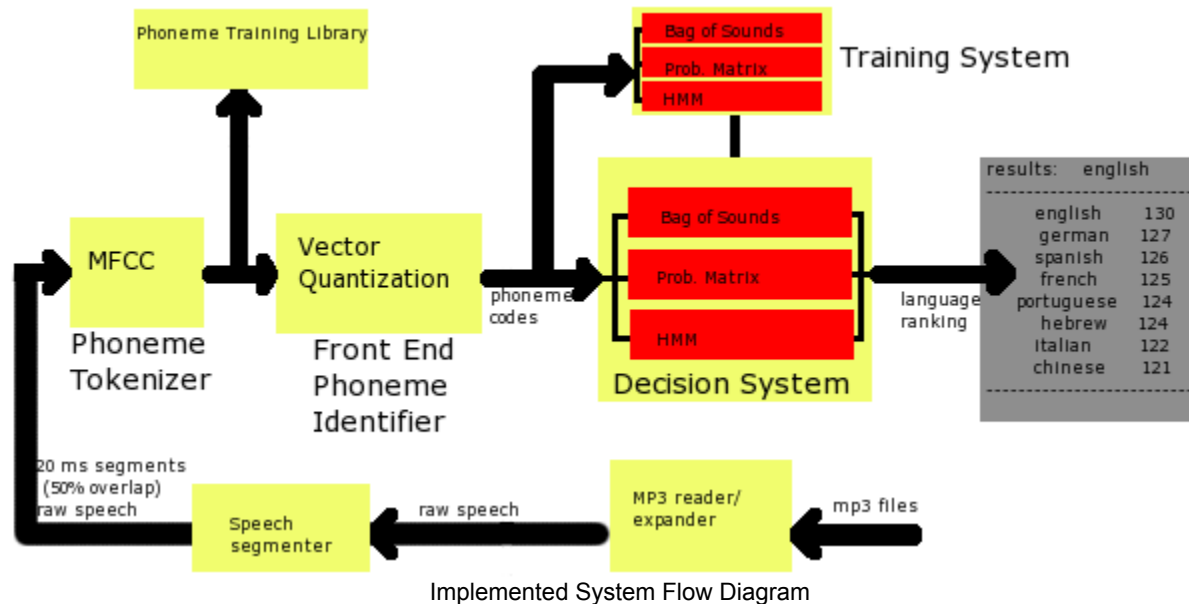 Phoneme Training Library
Bag of Sounds
Prob. Matrix
HMM
Training System
MFCC
Phoneme
Tokenizer
Vector
Quantization
Front End
Phoneme
Identifier
phoneme
codes
Bag of Sounds
Prob. Matrix
HMM
Decision System
language
ranking
results: english
---------------------------
english 130
german 127
spanish 126
french 125
portuguese 124
hebrew 124
italian 122
chinese 121
---------------------------
20 ms segments
(50% overlap)
raw speech
Speech
segmenter
raw speech
MP3 reader/
expander
mp3 files
Implemented System Flow Diagram